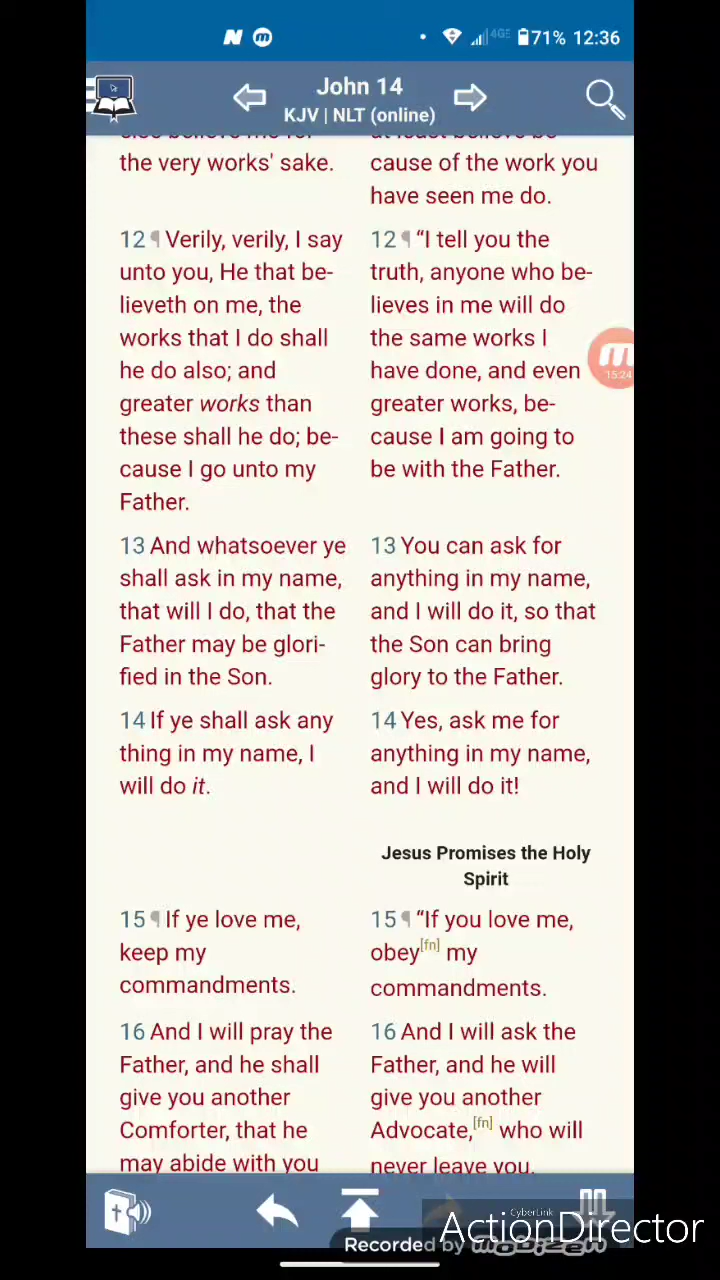 71% 12:36
John 14
KJV | NLT (online)
the very works' sake.
12 ¶ Verily, verily, I say
unto you, He that be-
lieveth on me, the
works that I do shall
he do also; and
greater works than
these shall he do; be-
cause I go unto my
Father.
13 And whatsoever ye
shall ask in my name,
that will I do, that the
Father may be glori-
fied in the Son.
14 If ye shall ask any
thing in my name, I
will do it.
15 ¶ If ye love me,
keep my
commandments.
16 And I will pray the
Father, and he shall
give you another
Comforter, that he
may abide with you
at least believe be-
cause of the work you
have seen me do.
12 ¶ “I tell you the
truth, anyone who be-
lieves in me will do
the same works I
have done, and even
greater works, be-
cause I am going to
be with the Father.
13 You can ask for
anything in my name,
and I will do it, so that
the Son can bring
glory to the Father.
14 Yes, ask me for
anything in my name,
and I will do it!
Jesus Promises the Holy
Spirit
15 ¶ “If you love me,
obey[fn] my
commandments.
16 And I will ask the
Father, and he will
give you another
Advocate,[fn] who will
never leave you.
15:24
CyberLink
ActionDirector
Recorded by mobizen